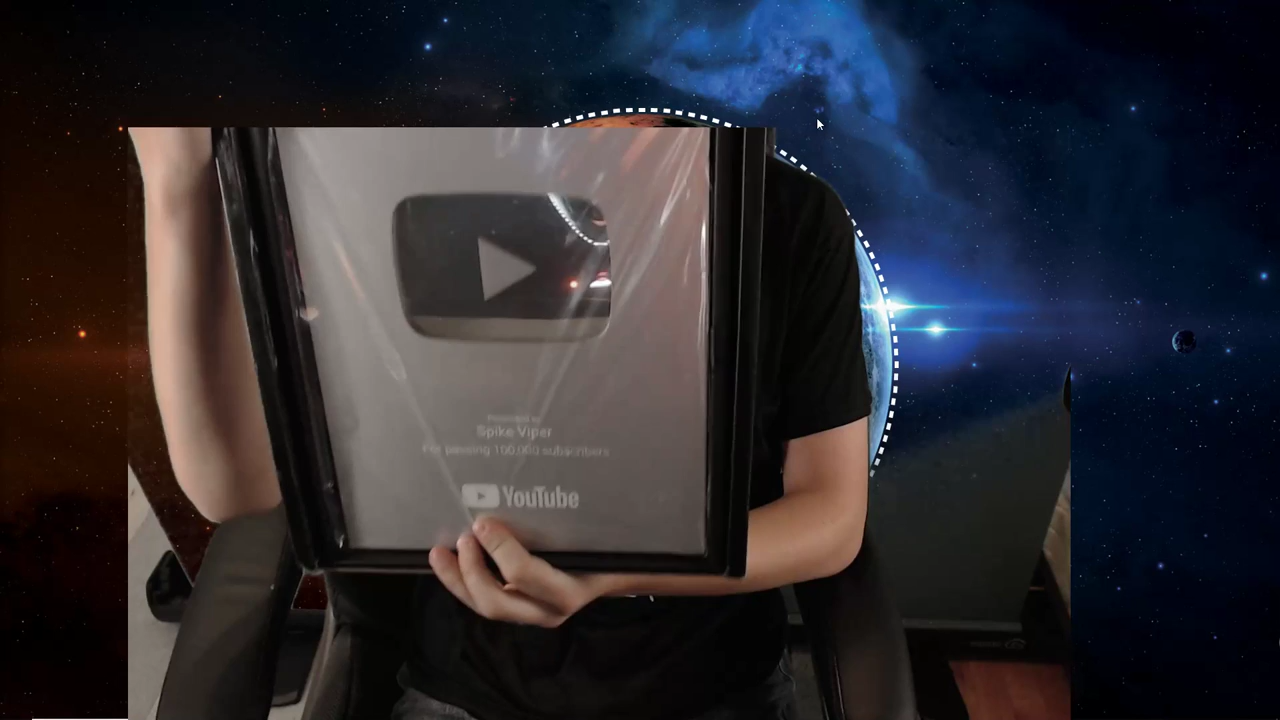 Presented to
Spike Viper
For passing 100,000 subscribers
YouTube